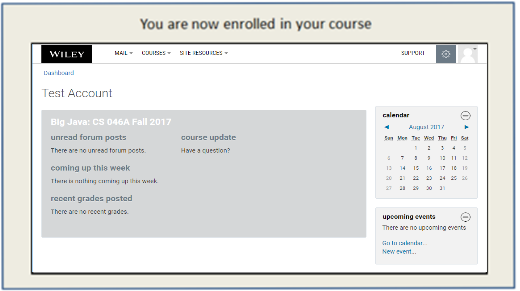 You are now enrolled in your course
WILEY
MAIL
COURSES
SITE RESOURCES
SUPPORT
Dashboard
Test Account
Big Java: CS 046A Fall 2017
unread forum posts
There are no unread forum posts.
course update
Have a question?
coming up this week
There is nothing coming up this week.
recent grades posted
There are no recent grades.
calendar
August 2017
Sun Mon Tue Wed Thu Fri Sat
1 2 3 4 5
6 7 8 9 10 11 12
13 14 15 16 17 18 19
20 21 22 23 24 25 26
27 28 29 30 31
upcoming events
There are no upcoming events
Go to calendar...
New event...